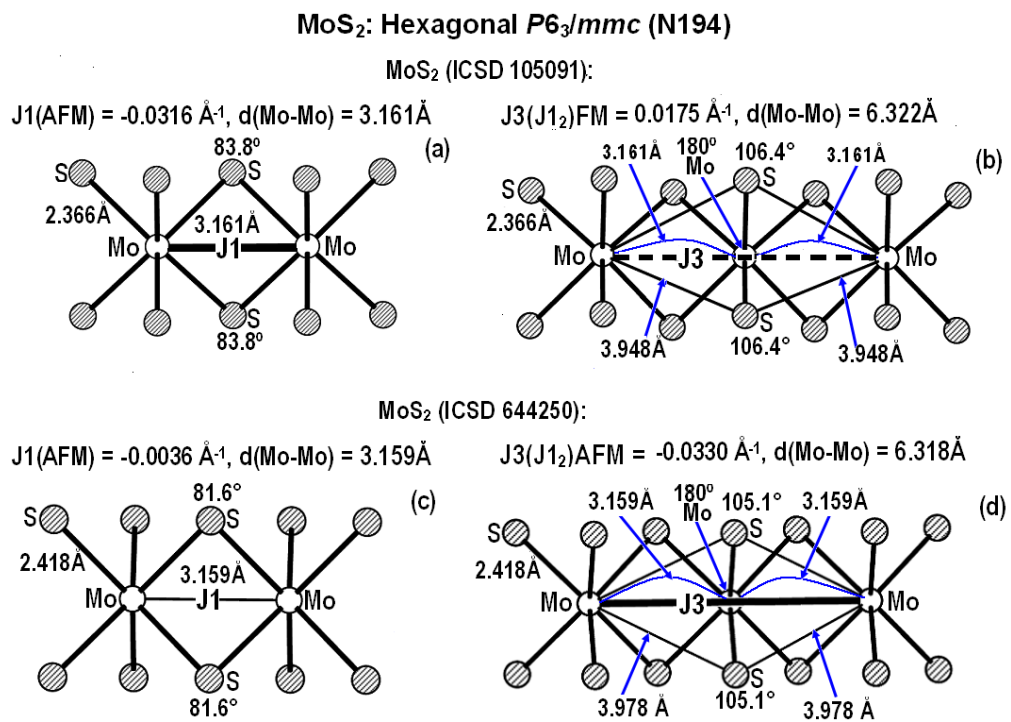 MoS₂: Hexagonal P6₃/mmc (N194)
MoS₂ (ICSD 105091):
J1(AFM) = -0.0316 Å⁻¹, d(Mo-Mo) = 3.161Å
J3(J1₂)FM = 0.0175 Å⁻¹, d(Mo-Mo) = 6.322Å
83.8º
(a)
S
S
2.366Å
3.161Å
Mo
J1
Mo
S
83.8º
3.161Å
180º
Mo
106.4°
3.161Å
(b)
S
S
2.366Å
Mo
J3
Mo
S
3.948Å
106.4°
3.948Å
MoS₂ (ICSD 644250):
J1(AFM) = -0.0036 Å⁻¹, d(Mo-Mo) = 3.159Å
J3(J1₂)AFM = -0.0330 Å⁻¹, d(Mo-Mo) = 6.318Å
81.6°
(c)
S
S
2.418Å
3.159Å
Mo
J1
Mo
S
81.6°
3.159Å
180º
Mo
105.1°
3.159Å
(d)
S
S
2.418Å
Mo
J3
Mo
S
105.1°
3.978 Å
3.978 Å